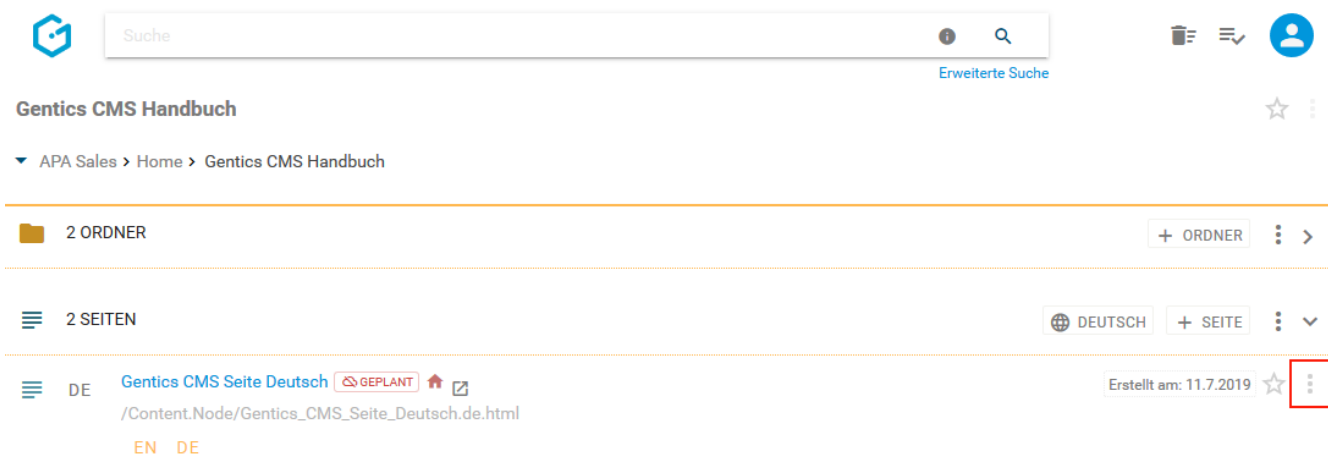 Suche
Erweiterte Suche
Gentics CMS Handbuch
APA Sales > Home > Gentics CMS Handbuch
2 ORDNER + ORDNER
2 SEITEN DEUTSCH + SEITE
DE Gentics CMS Seite Deutsch GEPLANT Erstellt am: 11.7.2019
/Content.Node/Gentics_CMS_Seite_Deutsch.de.html
EN DE